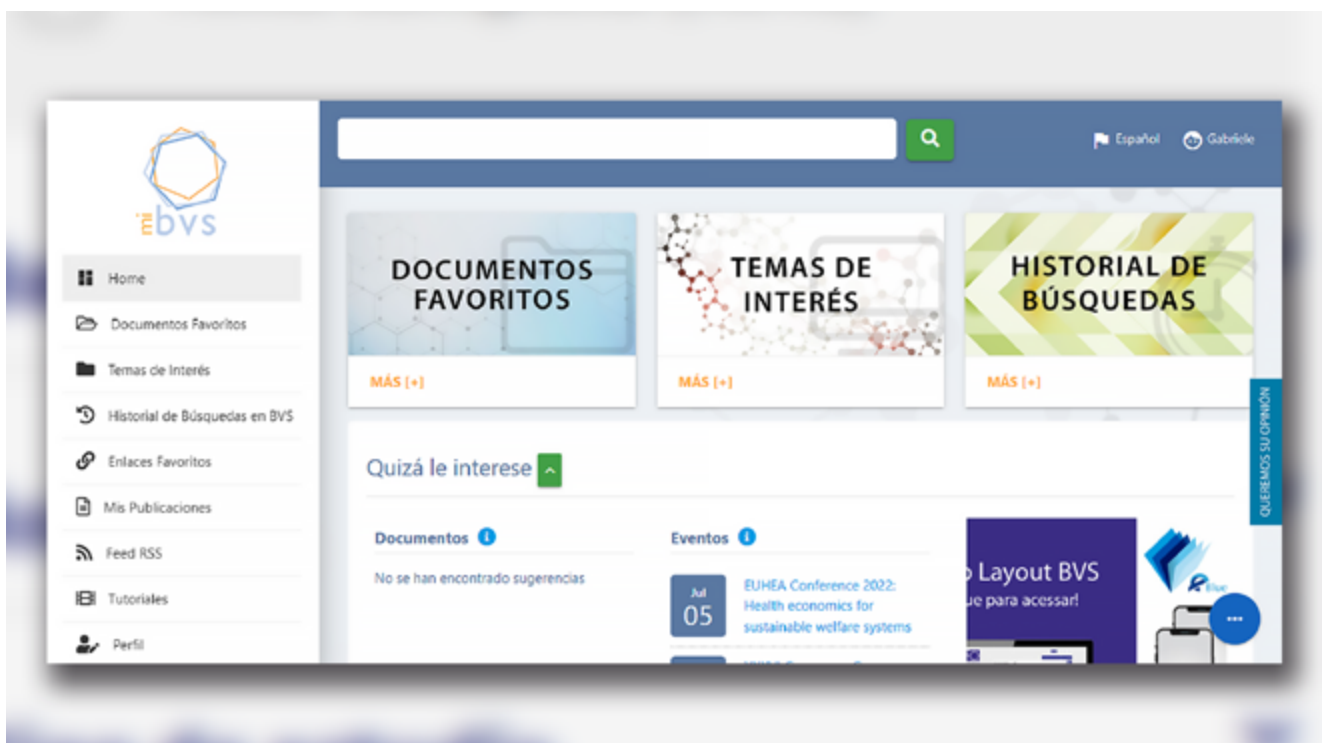 mi bvs
Home
Documentos Favoritos
Temas de Interés
Historial de Búsquedas en BVS
Enlaces Favoritos
Mis Publicaciones
Feed RSS
Tutoriales
Perfil
Español
Gabriele
DOCUMENTOS
FAVORITOS
MÁS [+]
TEMAS DE
INTERÉS
MÁS [+]
HISTORIAL DE
BÚSQUEDAS
MÁS [+]
QUEREMOS SU OPINIÓN
Quizá le interese
Documentos
No se han encontrado sugerencias
Eventos
Jul
05
EUHEA Conference 2022:
Health economics for
sustainable welfare systems
Layout BVS
ue para acessar!
Blue